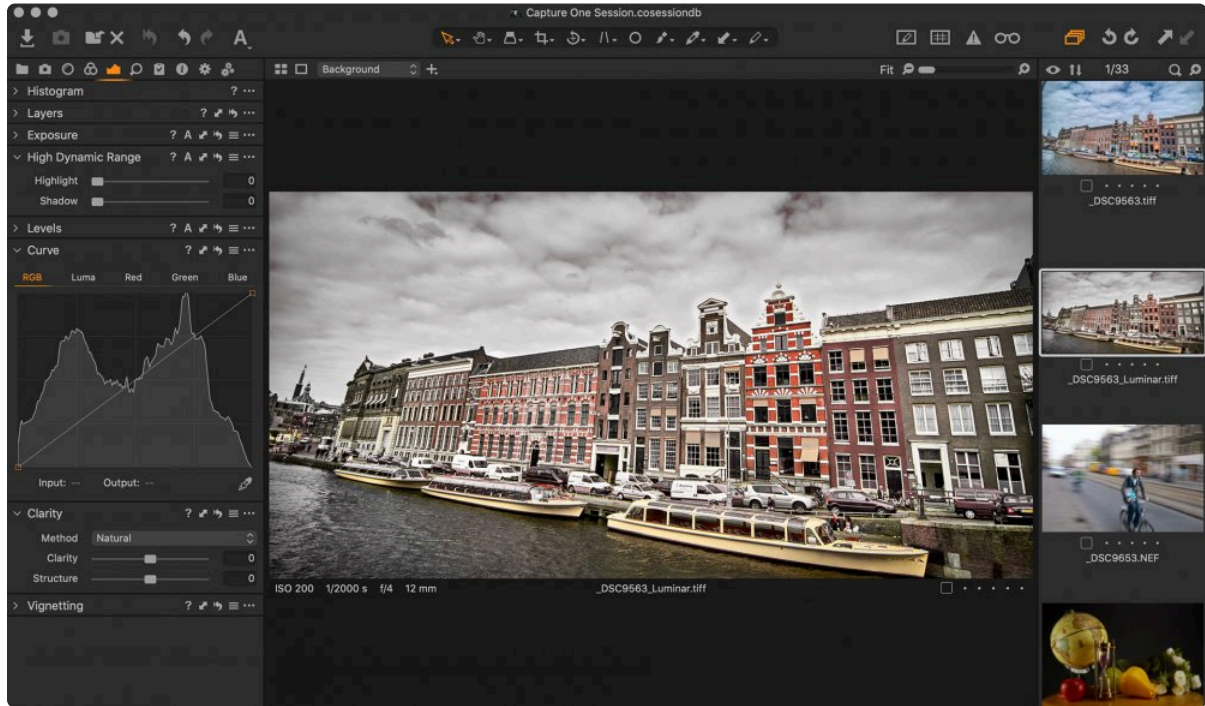 Capture One Session.cosessiondb
A
Background
Fit
1/33
Histogram ? ...
Layers ? ...
Exposure ? A ...
High Dynamic Range ? A ...
Highlight 0
Shadow 0
Levels ? A ...
Curve ? ...
RGB Luma Red Green Blue
Input: -- Output: --
Clarity ? ...
Method Natural
Clarity 0
Structure 0
Vignetting ? ...
ISO 200 1/2000 s f/4 12 mm
_DSC9563_Luminar.tiff
_DSC9563.tiff
_DSC9563_Luminar.tiff
_DSC9653.NEF